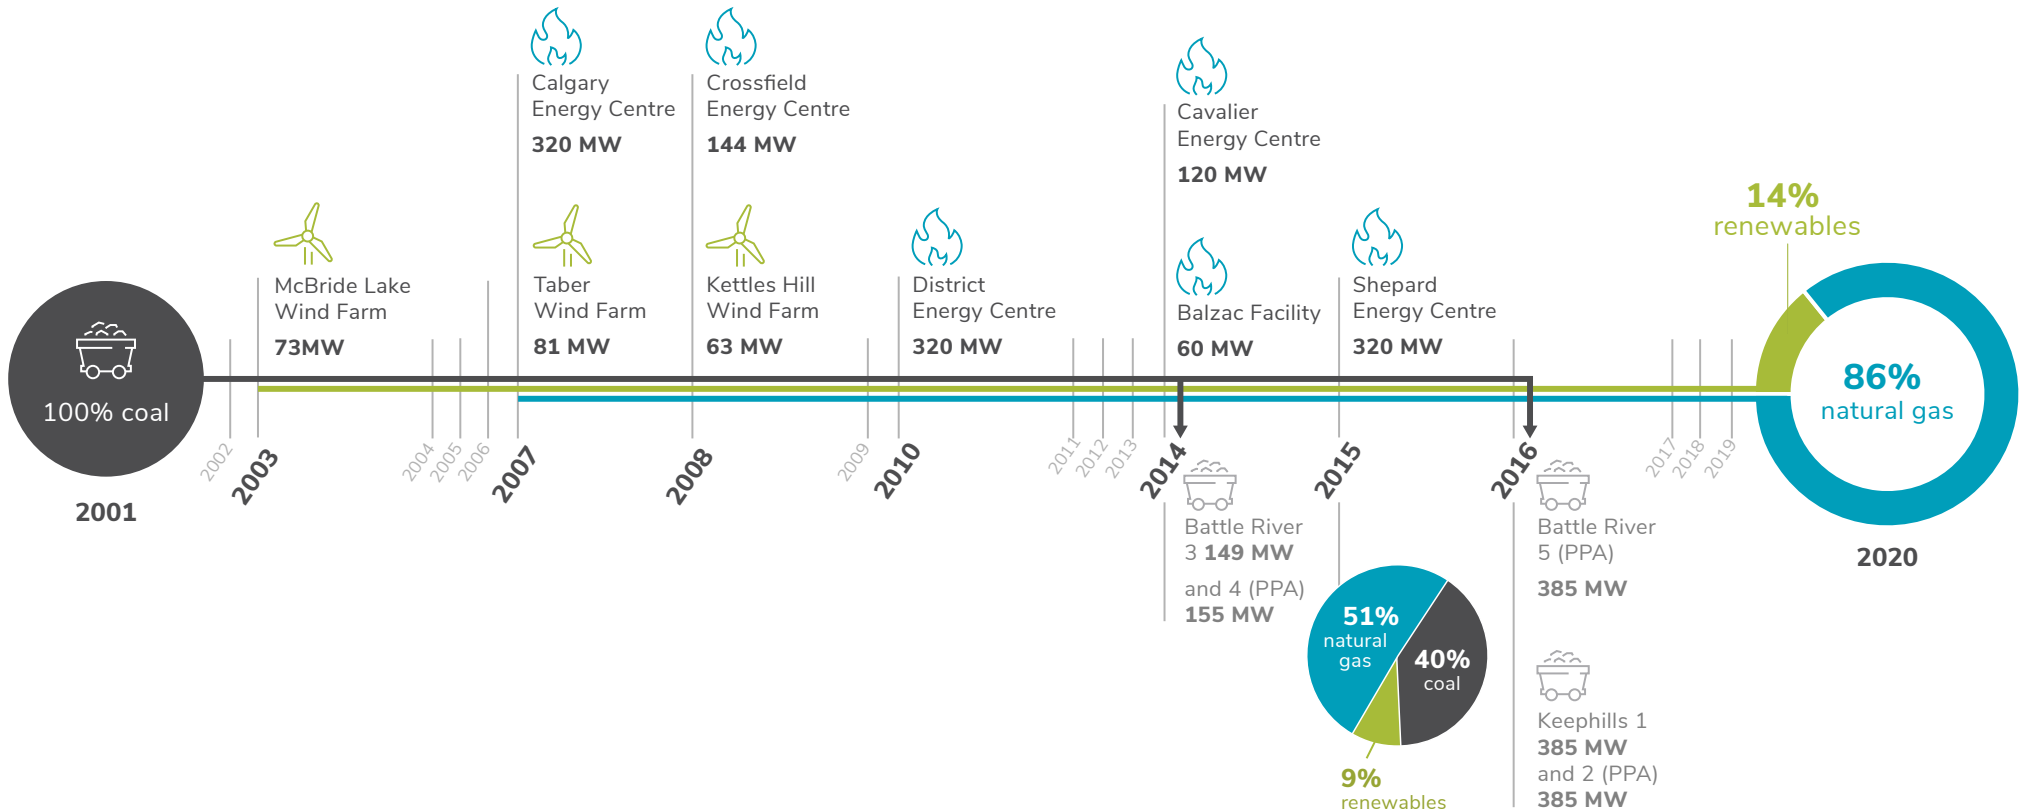 100% coal
2001
2002
2003
McBride Lake
Wind Farm
73MW
2004
2005
2006
2007
Calgary
Energy Centre
320 MW
Taber
Wind Farm
81 MW
2008
Crossfield
Energy Centre
144 MW
Kettles Hill
Wind Farm
63 MW
2009
2010
District
Energy Centre
320 MW
2011
2012
2013
2014
Cavalier
Energy Centre
120 MW
Balzac Facility
60 MW
Battle River
3 149 MW
and 4 (PPA)
155 MW
2015
Shepard
Energy Centre
320 MW
51%
natural
gas
40%
coal
9%
renewables
2016
Battle River
5 (PPA)
385 MW
Keephills 1
385 MW
and 2 (PPA)
385 MW
2017
2018
2019
14%
renewables
86%
natural gas
2020